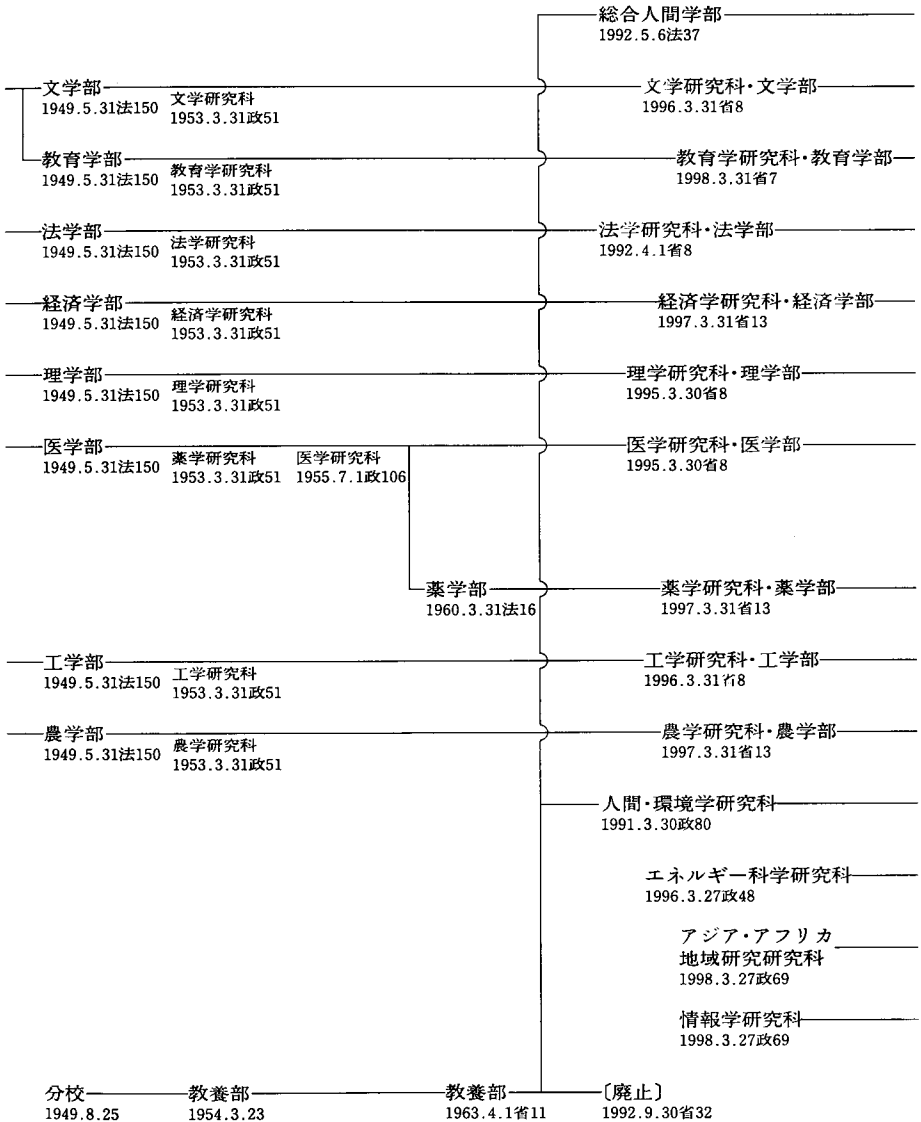 総合人間学部
1992.5.6法37
文学部
1949.5.31法150
文学研究科
1953.3.31政51
文学研究科・文学部
1996.3.31省8
教育学部
1949.5.31法150
教育学研究科
1953.3.31政51
教育学研究科・教育学部
1998.3.31省7
法学部
1949.5.31法150
法学研究科
1953.3.31政51
法学研究科・法学部
1992.4.1省8
経済学部
1949.5.31法150
経済学研究科
1953.3.31政51
経済学研究科・経済学部
1997.3.31省13
理学部
1949.5.31法150
理学研究科
1953.3.31政51
理学研究科・理学部
1995.3.30省8
医学部
1949.5.31法150
薬学研究科
1953.3.31政51
医学研究科
1955.7.1政106
医学研究科・医学部
1995.3.30省8
薬学部
1960.3.31法16
薬学研究科・薬学部
1997.3.31省13
工学部
1949.5.31法150
工学研究科
1953.3.31政51
工学研究科・工学部
1996.3.31省8
農学部
1949.5.31法150
農学研究科
1953.3.31政51
農学研究科・農学部
1997.3.31省13
人間・環境学研究科
1991.3.30政80
エネルギー科学研究科
1996.3.27政48
アジア・アフリカ
地域研究研究科
1998.3.27政69
情報学研究科
1998.3.27政69
分校
1949.8.25
教養部
1954.3.23
教養部
1963.4.1省11
〔廃止〕
1992.9.30省32